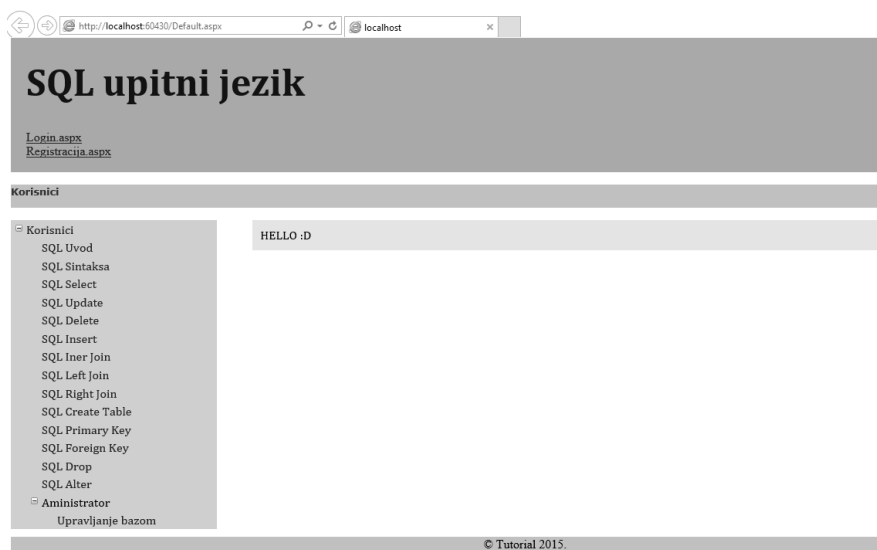 http://localhost:60430/Default.aspx
localhost
SQL upitni jezik
Login.aspx
Registracija.aspx
Korisnici
Korisnici
SQL Uvod
SQL Sintaksa
SQL Select
SQL Update
SQL Delete
SQL Insert
SQL Iner Join
SQL Left Join
SQL Right Join
SQL Create Table
SQL Primary Key
SQL Foreign Key
SQL Drop
SQL Alter
Aministrator
Upravljanje bazom
HELLO :D
© Tutorial 2015.